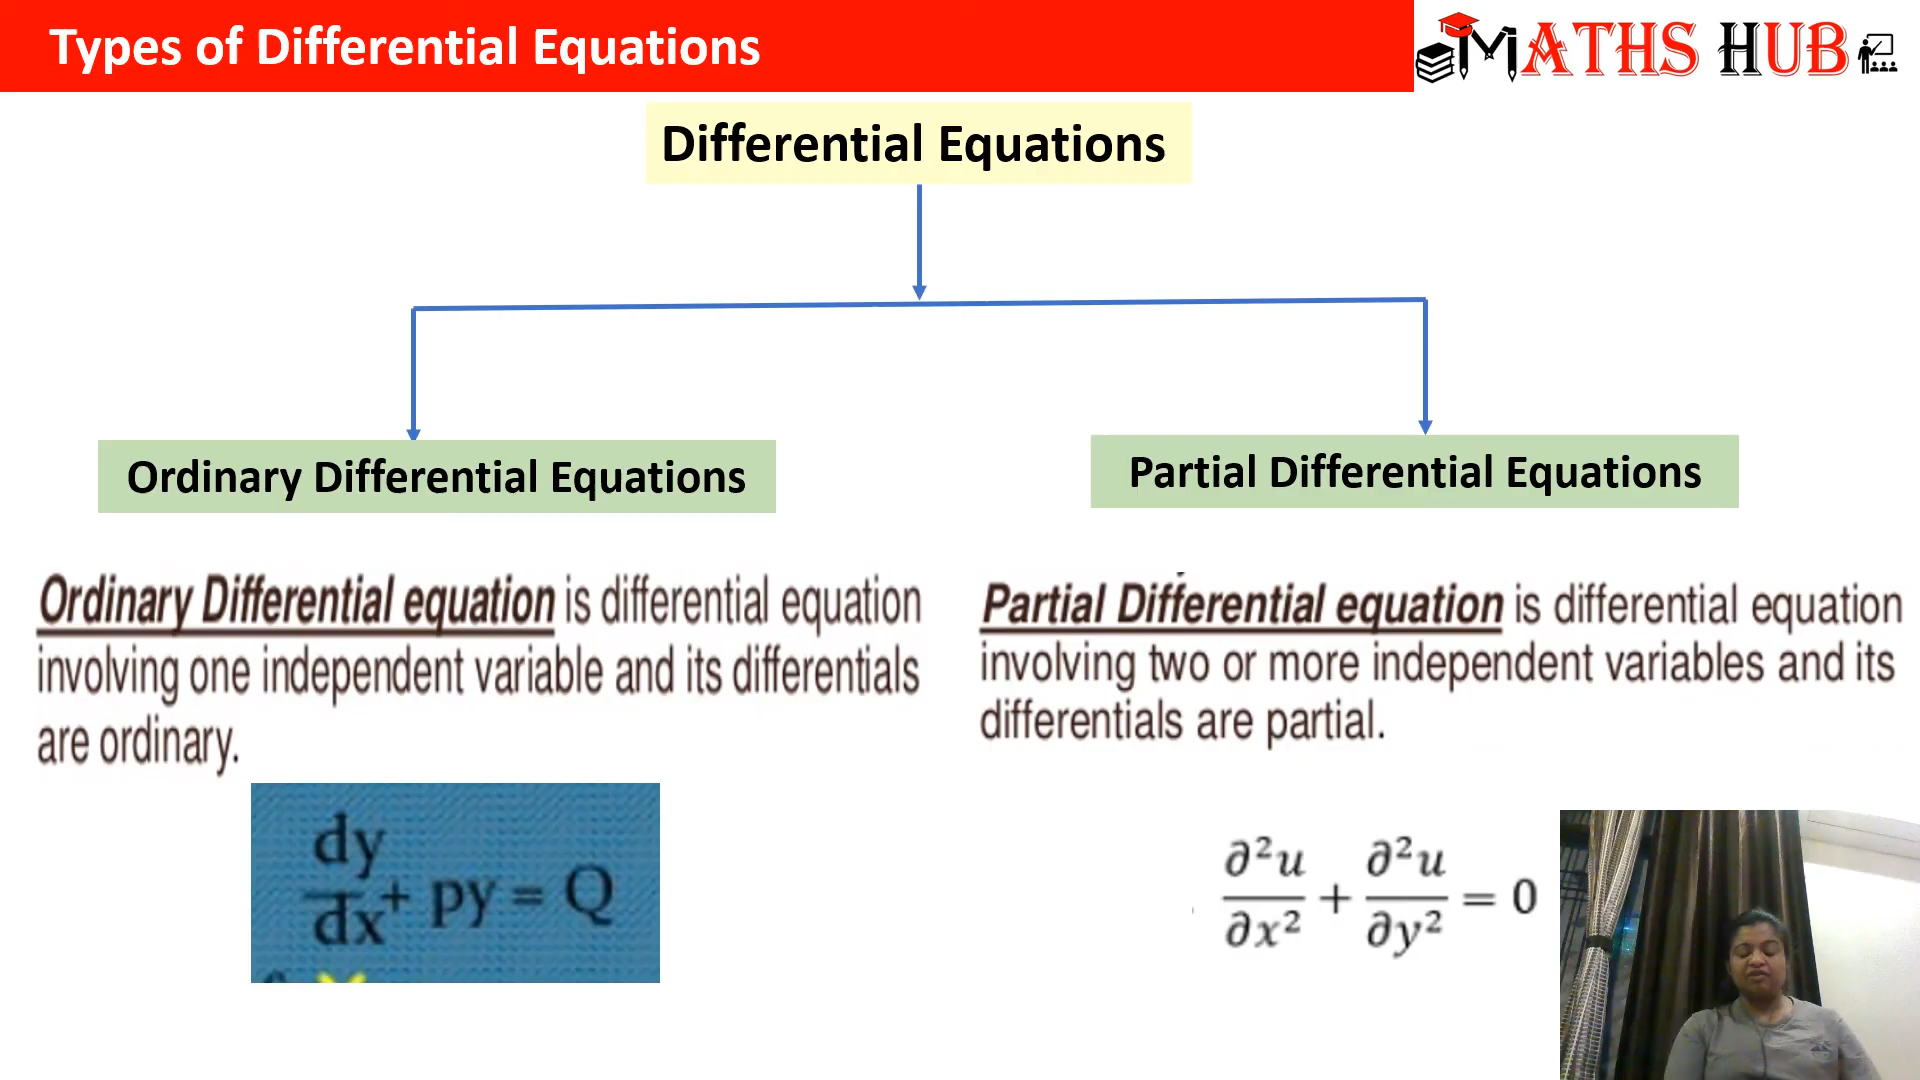 Types of Differential Equations
MATHS HUB
Differential Equations
Ordinary Differential Equations
Partial Differential Equations
Ordinary Differential equation is differential equation
involving one independent variable and its differentials
are ordinary.
Partial Differential equation is differential equation
involving two or more independent variables and its
differentials are partial.
dy/dx + py = Q
∂²u/∂x² + ∂²u/∂y² = 0